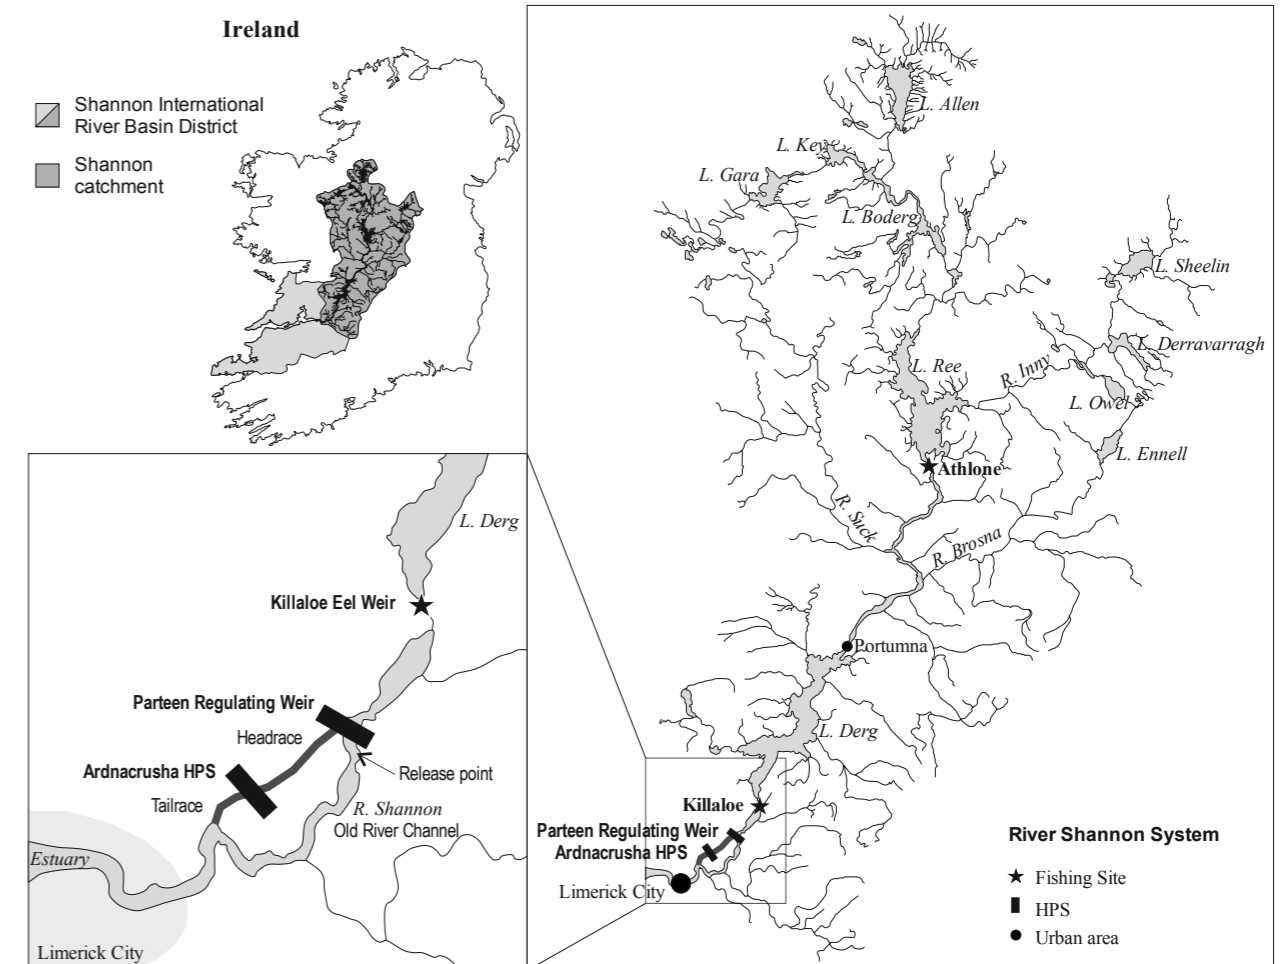 Ireland
Shannon International
River Basin District
Shannon
catchment
L. Allen
L. Key
L. Gara
L. Boderg
L. Sheelin
L. Derravarragh
L. Ree
R. Inny
L. Owel
L. Ennell
Athlone
R. Suck
R. Brosna
Portumna
L. Derg
Killaloe
Parteen Regulating Weir
Ardnacrusha HPS
Limerick City
River Shannon System
Fishing Site
HPS
Urban area
L. Derg
Killaloe Eel Weir
Parteen Regulating Weir
Headrace
Ardnacrusha HPS
Release point
Tailrace
R. Shannon
Old River Channel
Estuary
Limerick City